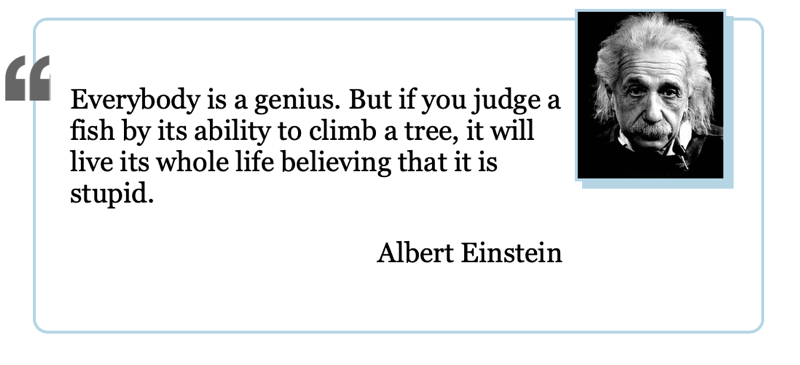 “
Everybody is a genius. But if you judge a
fish by its ability to climb a tree, it will
live its whole life believing that it is
stupid.
Albert Einstein